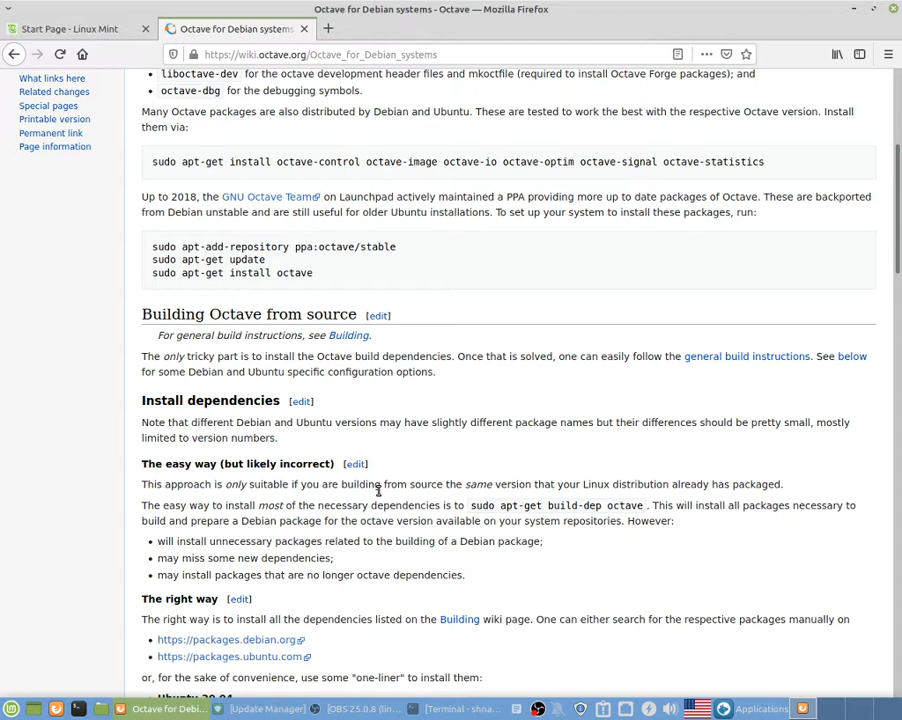 Octave for Debian systems - Octave — Mozilla Firefox
Start Page - Linux Mint
Octave for Debian systems
https://wiki.octave.org/Octave_for_Debian_systems
What links here
Related changes
Special pages
Printable version
Permanent link
Page information
liboctave-dev for the octave development header files and mkoctfile (required to install Octave Forge packages); and
octave-dbg for the debugging symbols.
Many Octave packages are also distributed by Debian and Ubuntu. These are tested to work the best with the respective Octave version. Install
them via:
sudo apt-get install octave-control octave-image octave-io octave-optim octave-signal octave-statistics
Up to 2018, the GNU Octave Team on Launchpad actively maintained a PPA providing more up to date packages of Octave. These are backported
from Debian unstable and are still useful for older Ubuntu installations. To set up your system to install these packages, run:
sudo apt-add-repository ppa:octave/stable
sudo apt-get update
sudo apt-get install octave
Building Octave from source [edit]
For general build instructions, see Building.
The only tricky part is to install the Octave build dependencies. Once that is solved, one can easily follow the general build instructions. See below
for some Debian and Ubuntu specific configuration options.
Install dependencies [edit]
Note that different Debian and Ubuntu versions may have slightly different package names but their differences should be pretty small, mostly
limited to version numbers.
The easy way (but likely incorrect) [edit]
This approach is only suitable if you are building from source the same version that your Linux distribution already has packaged.
The easy way to install most of the necessary dependencies is to sudo apt-get build-dep octave. This will install all packages necessary to
build and prepare a Debian package for the octave version available on your system repositories. However:
will install unnecessary packages related to the building of a Debian package;
may miss some new dependencies;
may install packages that are no longer octave dependencies.
The right way [edit]
The right way is to install all the dependencies listed on the Building wiki page. One can either search for the respective packages manually on
https://packages.debian.org
https://packages.ubuntu.com
or, for the sake of convenience, use some "one-liner" to install them:
Ubuntu 20.04
Octave for Debi... [Update Manager] [OBS 25.0.8 (lin... [Terminal - shna... Applications